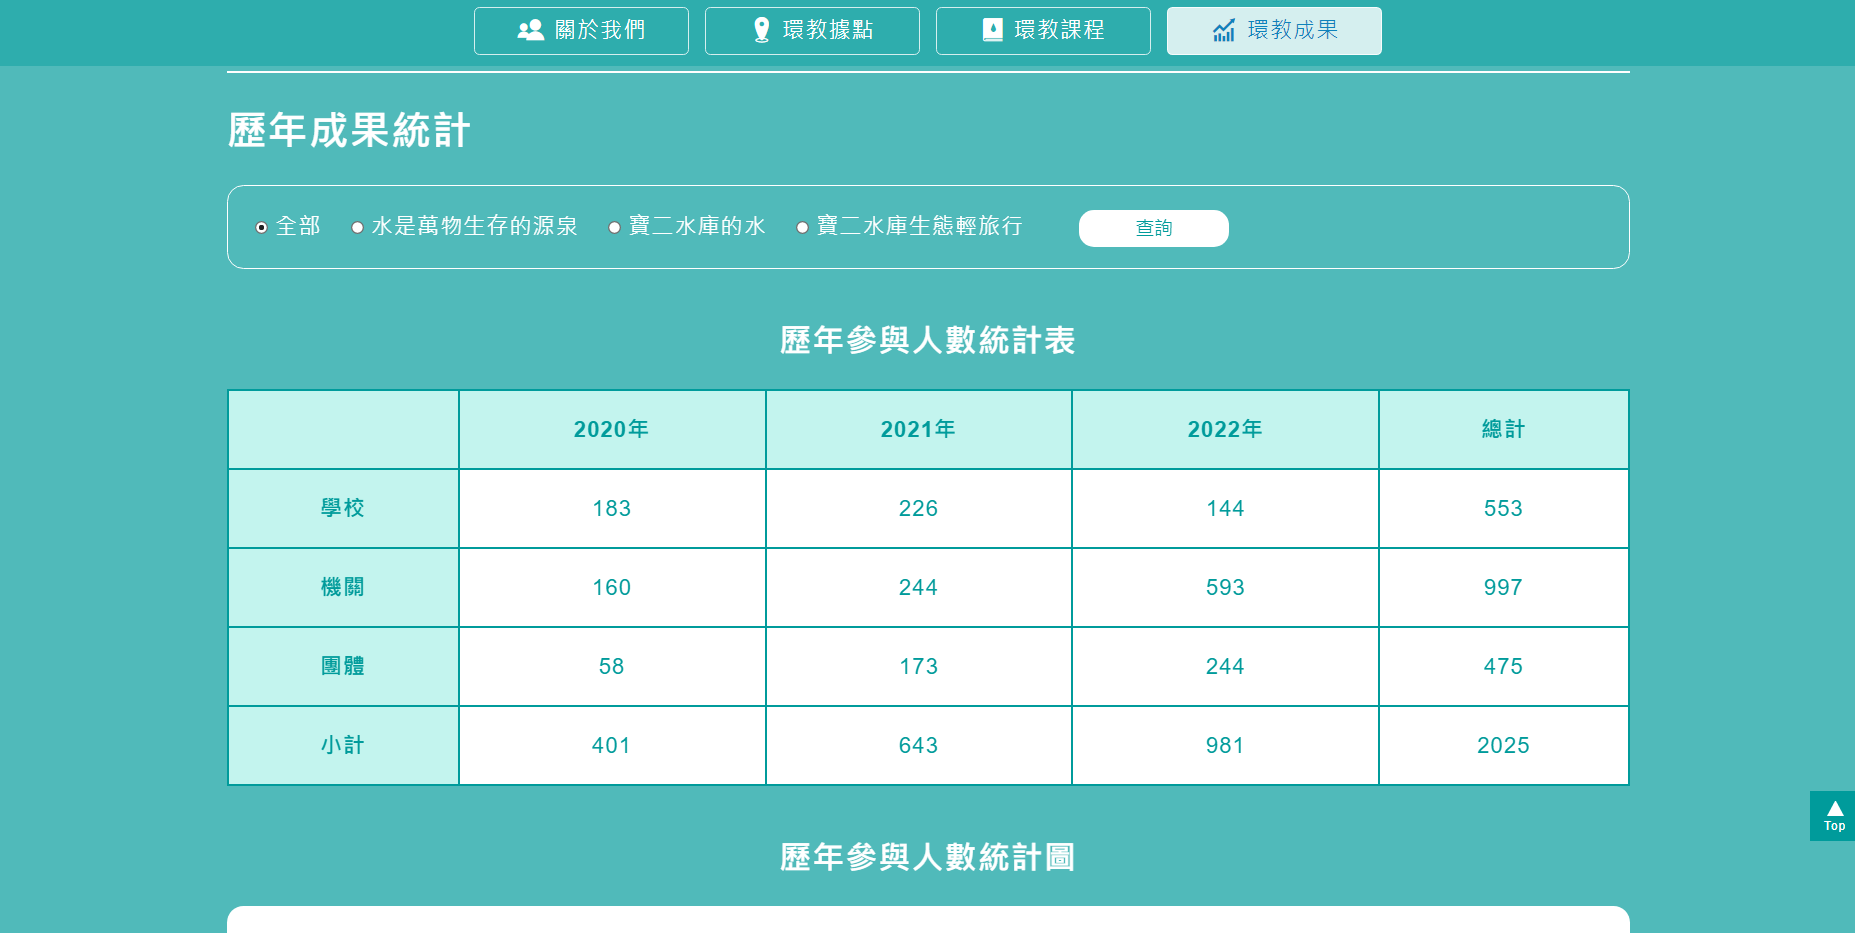 關於我們 環教據點 環教課程 環教成果
歷年成果統計
全部 水是萬物生存的源泉 寶二水庫的水 寶二水庫生態輕旅行 查詢
歷年參與人數統計表
2020年 2021年 2022年 總計
學校 183 226 144 553
機關 160 244 593 997
團體 58 173 244 475
小計 401 643 981 2025
Top
歷年參與人數統計圖